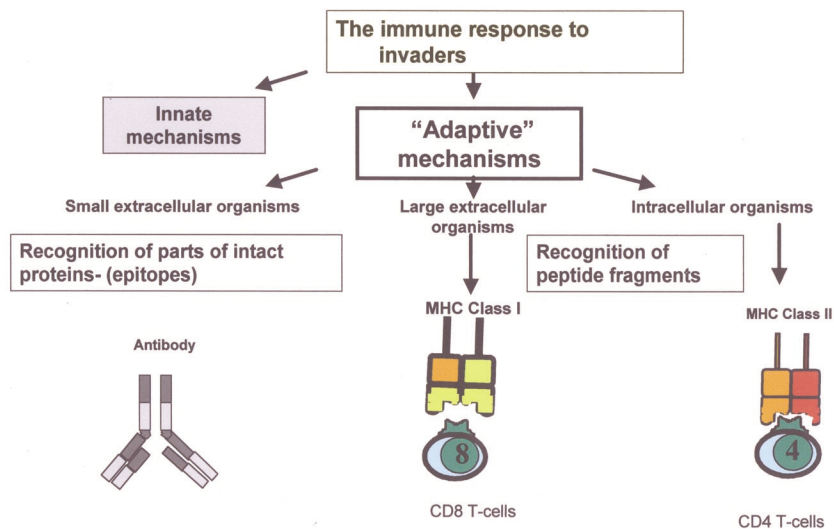 The immune response to
invaders
Innate
mechanisms
“Adaptive”
mechanisms
Small extracellular organisms
Large extracellular
organisms
Intracellular organisms
Recognition of parts of intact
proteins- (epitopes)
Recognition of
peptide fragments
MHC Class I
MHC Class II
Antibody
8
4
CD8 T-cells
CD4 T-cells